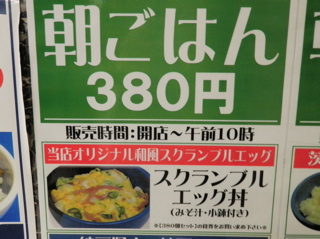 朝ごはん
380円
販売時間：開店～午前10時
当店オリジナル和風スクランブルエッグ
スクランブル
エッグ丼
(みそ汁・小鉢付き)